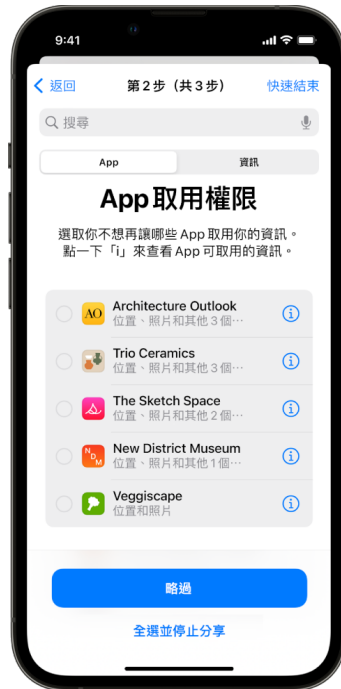 9:41
返回
第2步（共3步）
快速結束
搜尋
App
資訊
App取用權限
選取你不想再讓哪些 App 取用你的資訊。
點一下「i」來查看 App 可取用的資訊。
AO
Architecture Outlook
位置、照片和其他 3 個⋯
Trio Ceramics
位置、照片和其他 3 個⋯
The Sketch Space
位置、照片和其他 2 個⋯
NDM
New District Museum
位置、照片和其他 1 個⋯
Veggiscape
位置和照片
略過
全選並停止分享